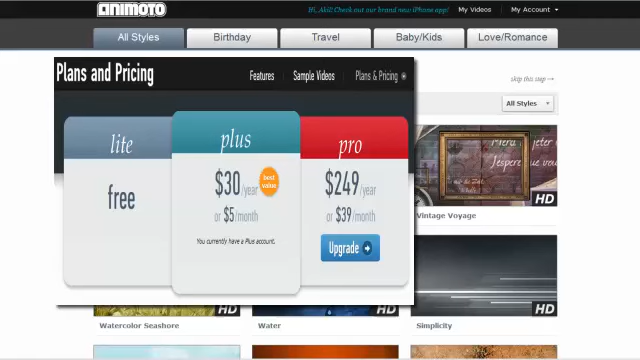 ANIMOTO
Hi, Aki! Check out our brand new iPhone app!
My Videos
My Account
All Styles
Birthday
Travel
Baby/Kids
Love/Romance
Plans and Pricing
Features
Sample Videos
Plans & Pricing
skip this step
All Styles
lite
free
plus
$30/year
best
value
or $5/month
You currently have a Plus account.
pro
$249/year
or $39/month
Upgrade
HD
Vintage Voyage
HD
HD
HD
Watercolor Seashore
Water
Simplicity